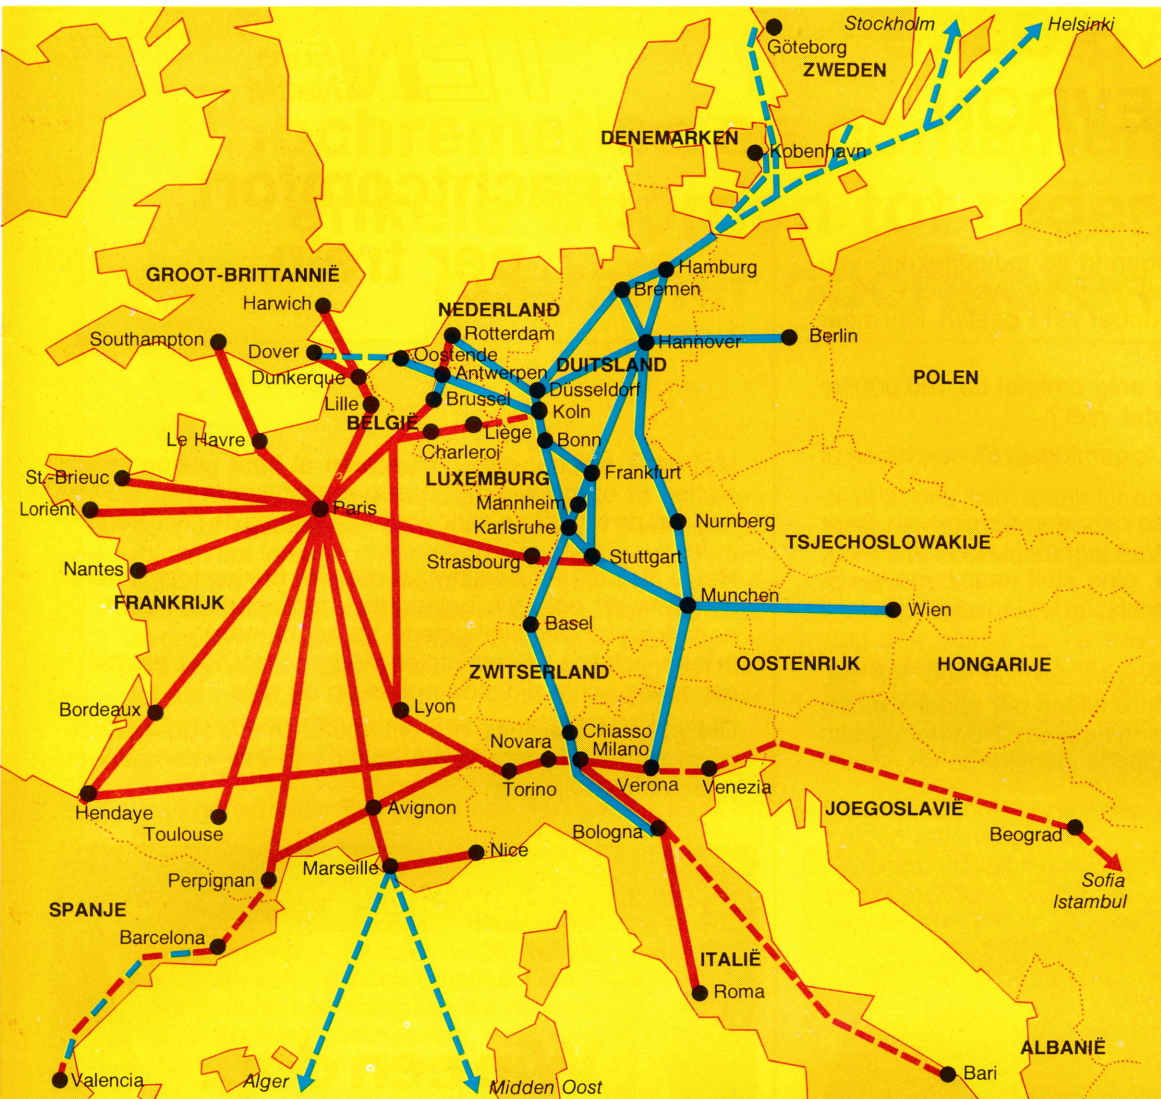 Stockholm
Helsinki
Göteborg
ZWEDEN
DENEMARKEN
Kobenhavn
GROOT-BRITTANNIË
Hamburg
Bremen
Harwich
NEDERLAND
Southampton
Rotterdam
Hannover
Berlin
Dover
Oostende
DUITSLAND
Dunkerque
Antwerpen
POLEN
Düsseldorf
Lille
Brussel
Koln
BELGIË
Liège
Le Havre
Charleroi
Bonn
St.-Brieuc
LUXEMBURG
Frankfurt
Lorient
Paris
Mannheim
Karlsruhe
Nurnberg
TSJECHOSLOWAKIJE
Nantes
Strasbourg
Stuttgart
FRANKRIJK
Munchen
Wien
Basel
ZWITSERLAND
OOSTENRIJK
HONGARIJE
Bordeaux
Lyon
Chiasso
Novara
Milano
Torino
Verona
Venezia
Hendaye
Avignon
JOEGOSLAVIË
Toulouse
Bologna
Beograd
Nice
Marseille
Perpignan
Sofia
Istambul
SPANJE
Barcelona
ITALIË
Roma
ALBANIË
Valencia
Alger
Midden Oost
Bari